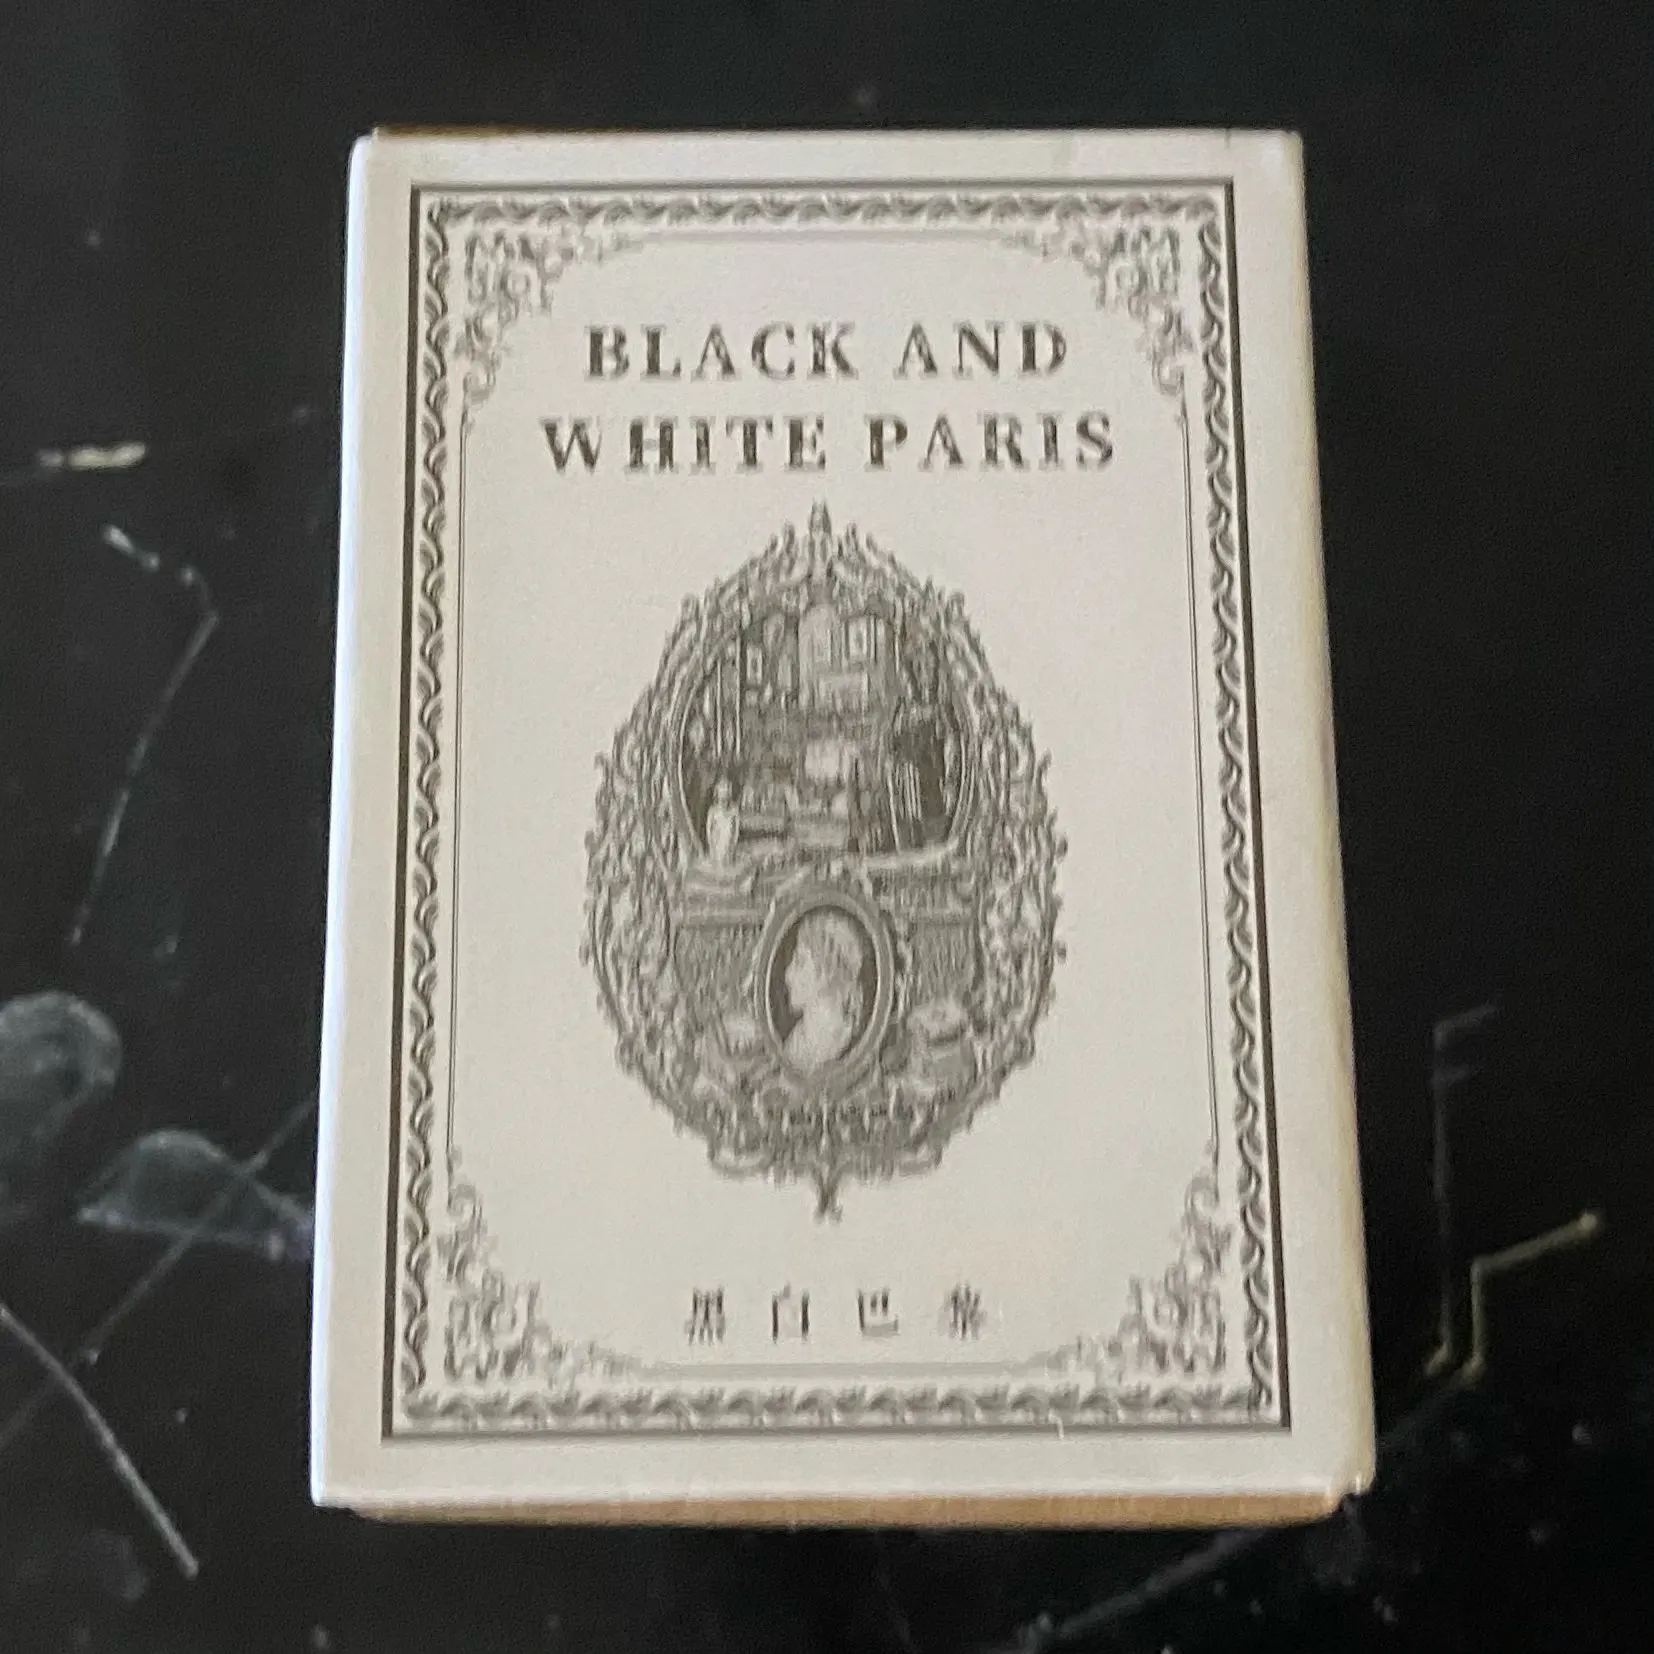 BLACK AND
WHITE PARIS
黑白巴黎